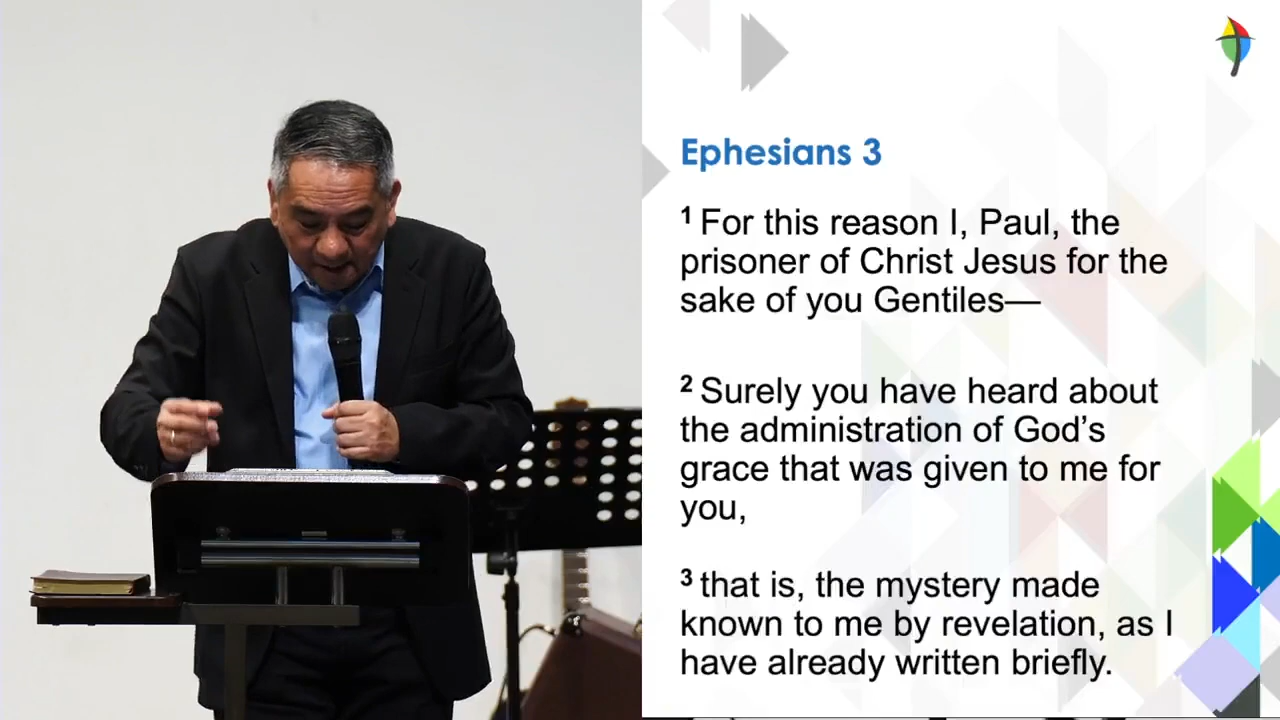 Ephesians 3
1 For this reason I, Paul, the
prisoner of Christ Jesus for the
sake of you Gentiles—
2 Surely you have heard about
the administration of God’s
grace that was given to me for
you,
3 that is, the mystery made
known to me by revelation, as I
have already written briefly.